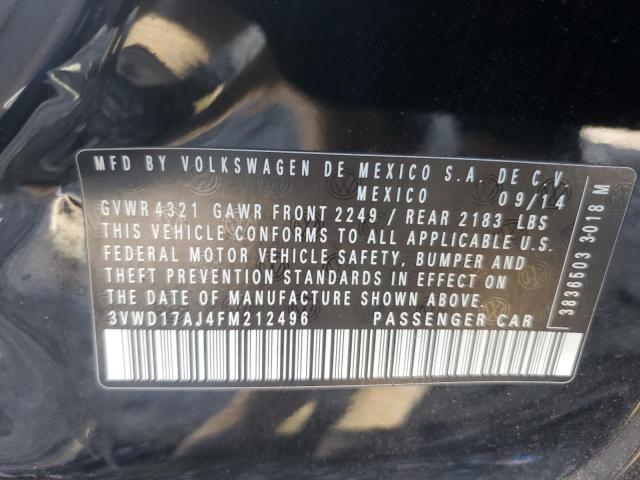 MFD BY VOLKSWAGEN DE MEXICO S.A. DE C.V.
MEXICO 09/14
GVWR 4321 GAWR FRONT 2249 / REAR 2183 LBS
THIS VEHICLE CONFORMS TO ALL APPLICABLE U.S.
FEDERAL MOTOR VEHICLE SAFETY, BUMPER AND
THEFT PREVENTION STANDARDS IN EFFECT ON
THE DATE OF MANUFACTURE SHOWN ABOVE.
3VWD17AJ4FM212496 PASSENGER CAR
3836503 3018 M